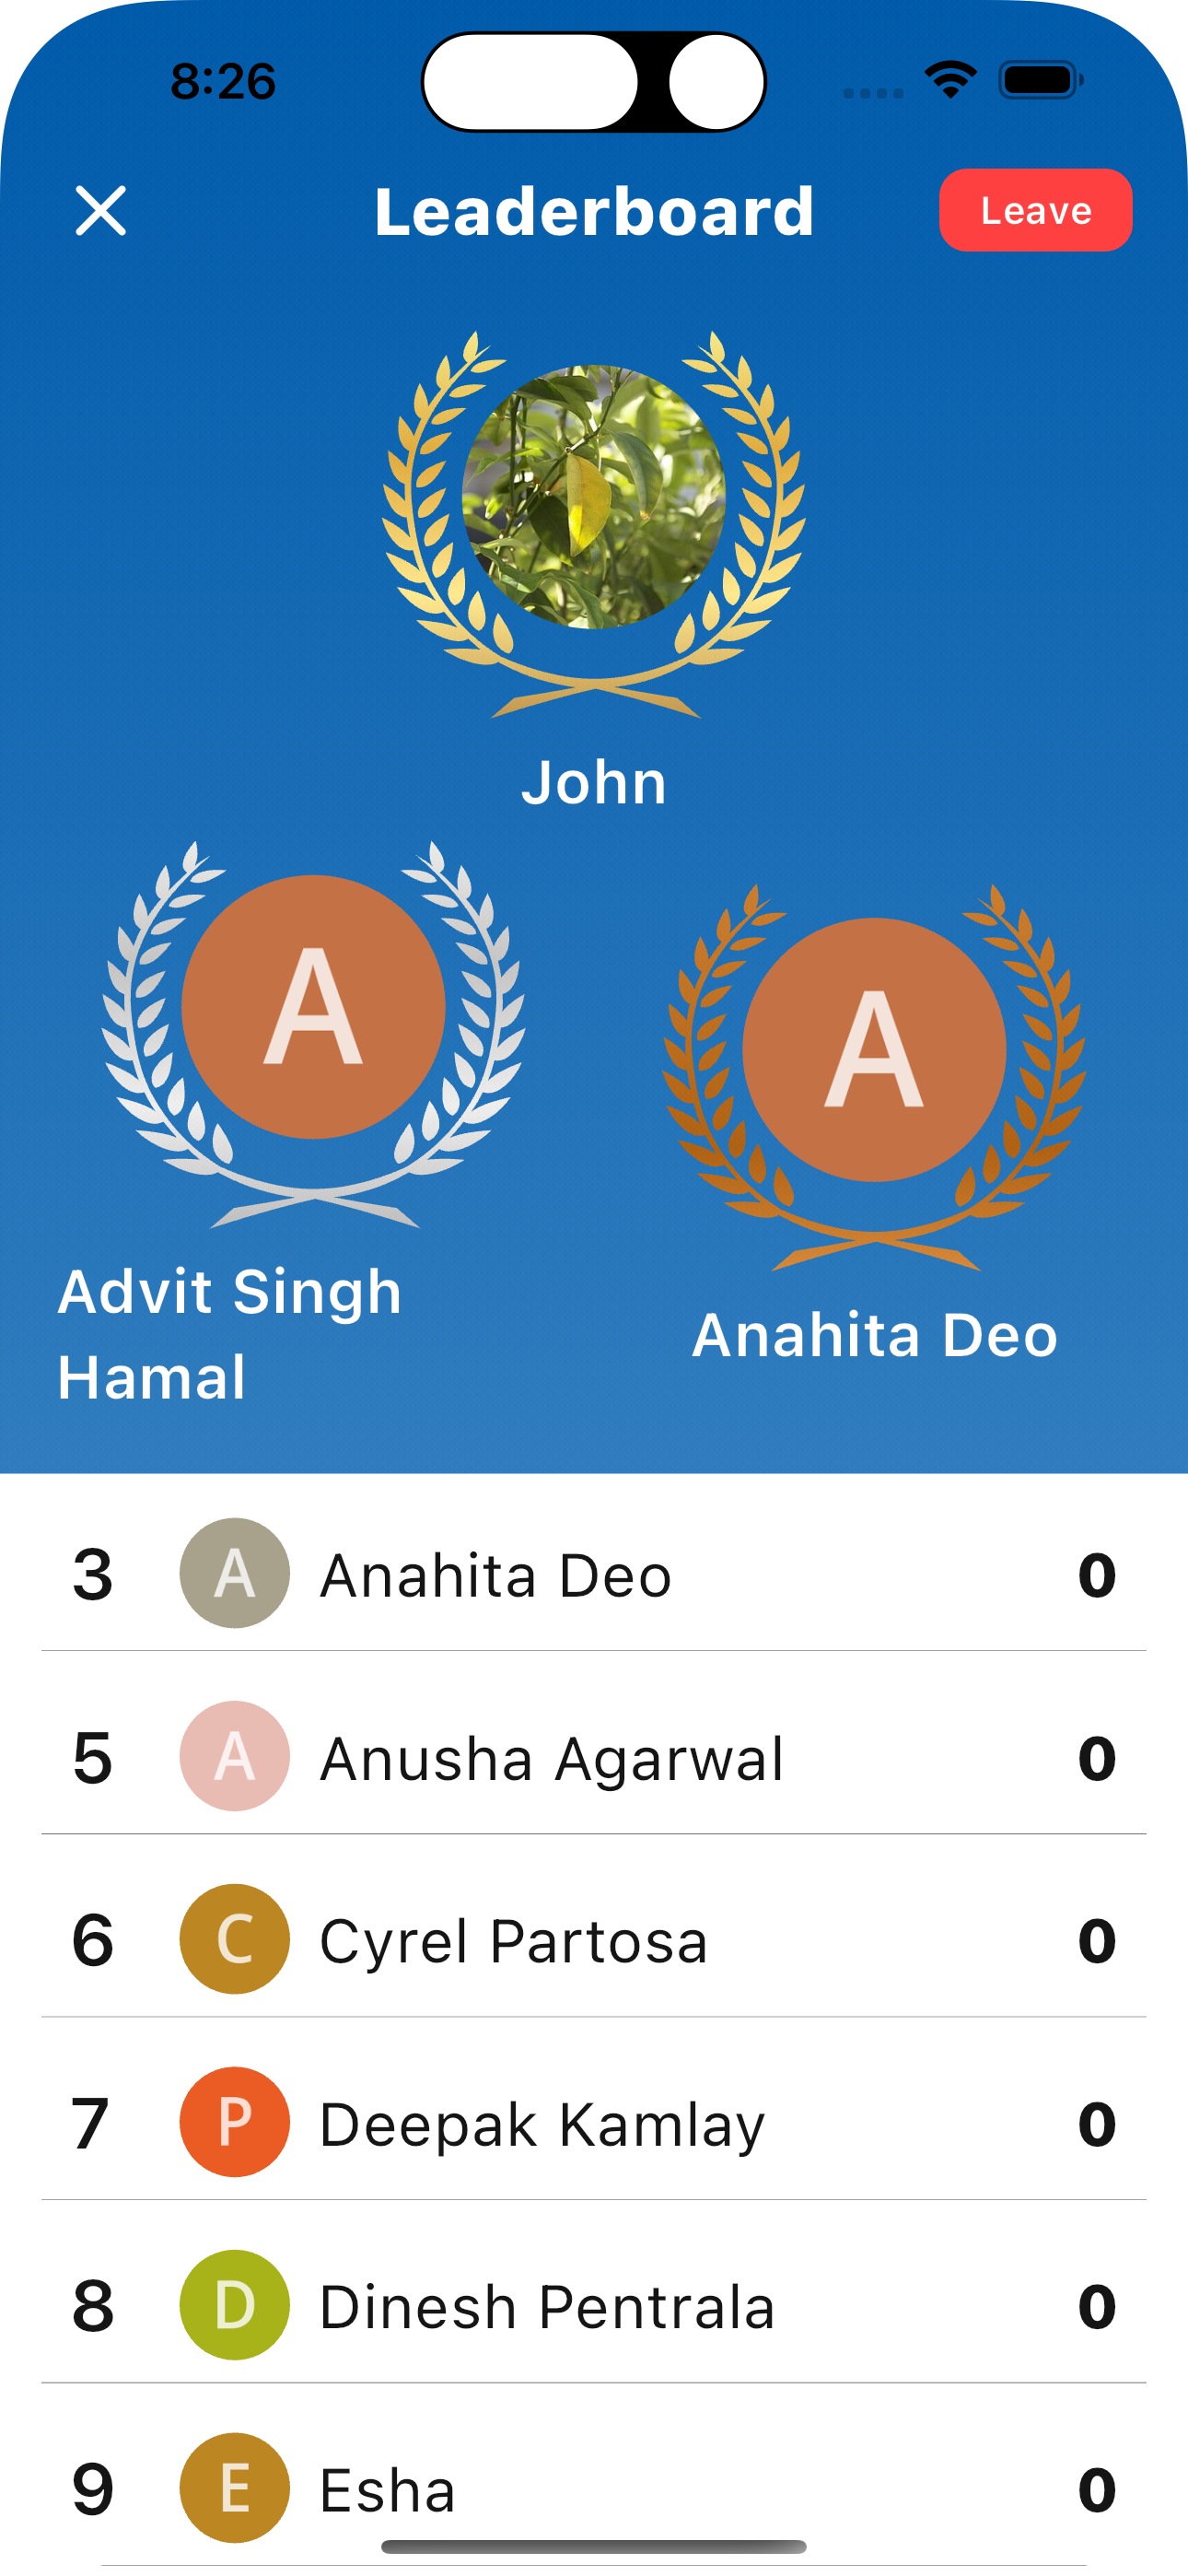 8:26
Leaderboard
Leave
John
A
A
Advit Singh
Hamal
Anahita Deo
3 A Anahita Deo 0
5 A Anusha Agarwal 0
6 C Cyrel Partosa 0
7 P Deepak Kamlay 0
8 D Dinesh Pentrala 0
9 E Esha 0